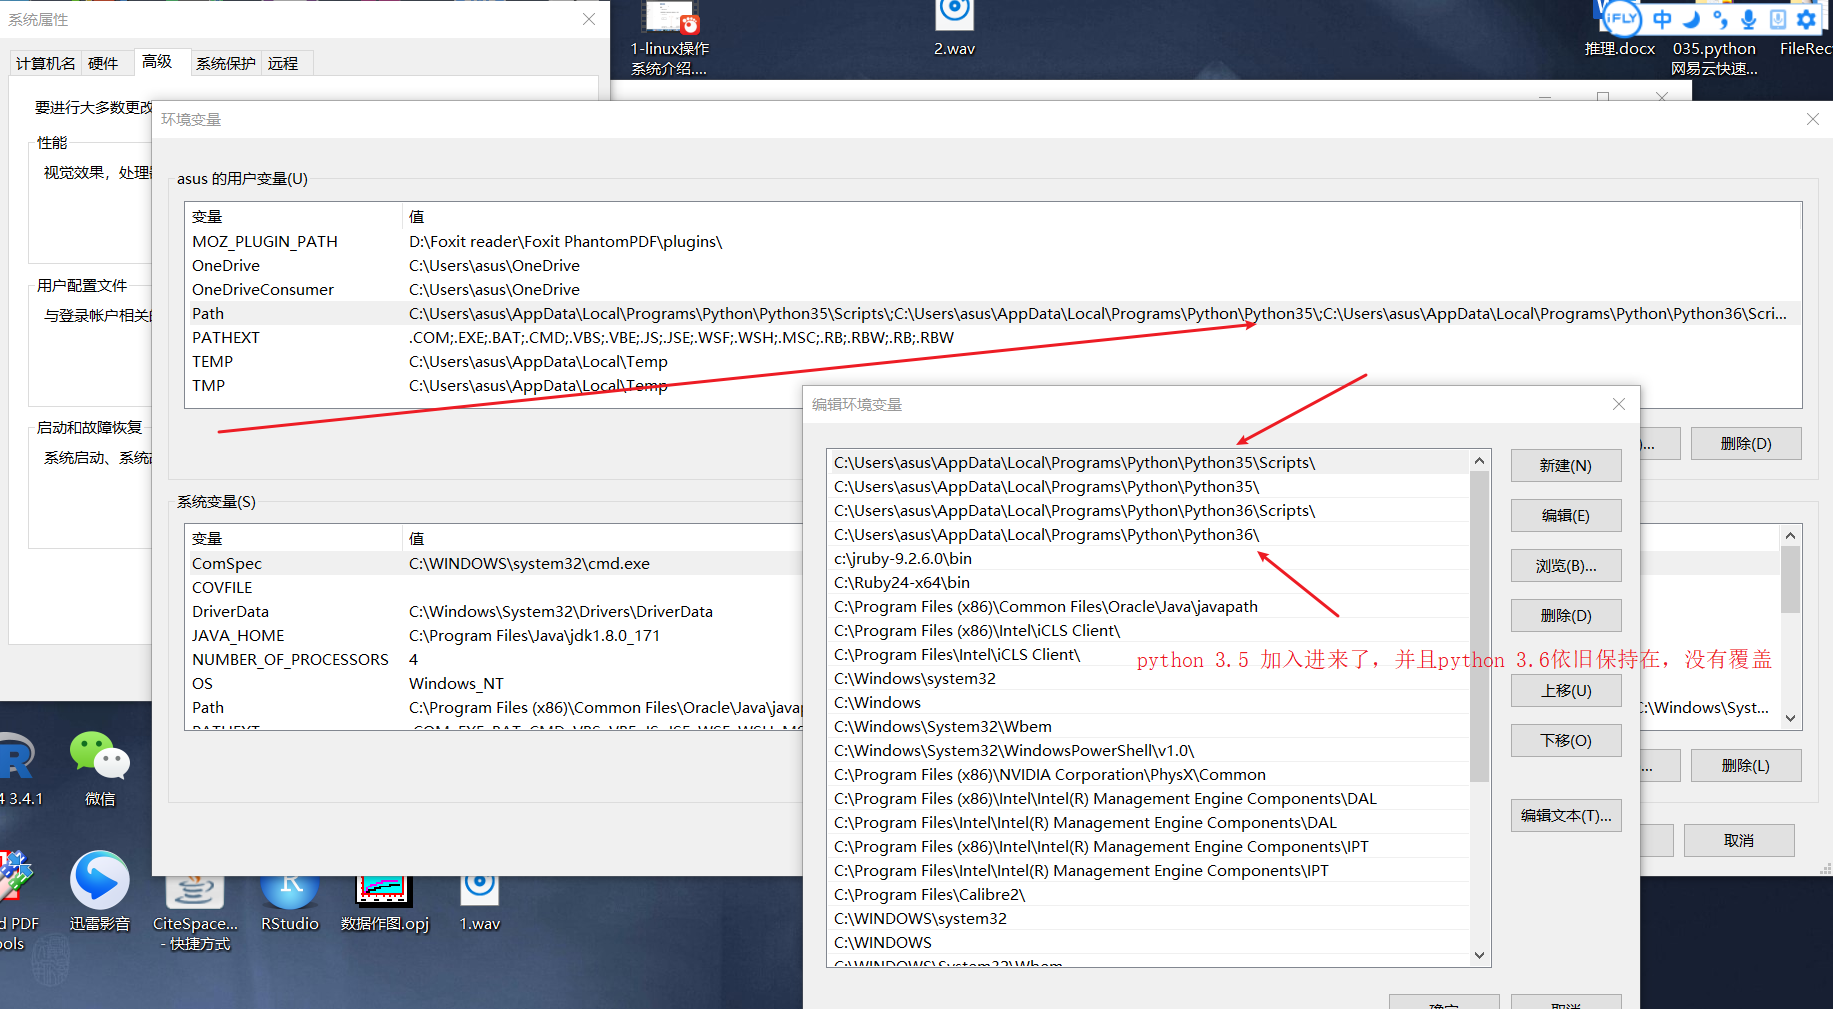 系统属性
计算机名
硬件
高级
系统保护
远程
要进行大多数更改
性能
视觉效果，处理
用户配置文件
与登录帐户相关
启动和故障恢复
系统启动、系统
1-linux操作
系统介绍....
2.wav
推理.docx
035.python
网易云快速...
FileRec
iFLY
中
环境变量
asus 的用户变量(U)
变量
值
MOZ_PLUGIN_PATH
D:\Foxit reader\Foxit PhantomPDF\plugins\
OneDrive
C:\Users\asus\OneDrive
OneDriveConsumer
C:\Users\asus\OneDrive
Path
C:\Users\asus\AppData\Local\Programs\Python\Python35\Scripts\;C:\Users\asus\AppData\Local\Programs\Python\Python35\;C:\Users\asus\AppData\Local\Programs\Python\Python36\Scri...
PATHEXT
.COM;.EXE;.BAT;.CMD;.VBS;.VBE;.JS;.JSE;.WSF;.WSH;.MSC;.RB;.RBW;.RB;.RBW
TEMP
C:\Users\asus\AppData\Local\Temp
TMP
C:\Users\asus\AppData\Local\Temp
)...
删除(D)
系统变量(S)
变量
值
ComSpec
C:\WINDOWS\system32\cmd.exe
COVFILE
DriverData
C:\Windows\System32\Drivers\DriverData
JAVA_HOME
C:\Program Files\Java\jdk1.8.0_171
NUMBER_OF_PROCESSORS
4
OS
Windows_NT
Path
C:\Program Files (x86)\Common Files\Oracle\Java\javap
C:\Windows\Syst...
PATHEXT
.COM;.EXE;.BAT;.CMD;.VBS;.VBE;.JS;.JSE;.WSF;.WSH;.MS
...
删除(L)
取消
编辑环境变量
C:\Users\asus\AppData\Local\Programs\Python\Python35\Scripts\
C:\Users\asus\AppData\Local\Programs\Python\Python35\
C:\Users\asus\AppData\Local\Programs\Python\Python36\Scripts\
C:\Users\asus\AppData\Local\Programs\Python\Python36\
c:\jruby-9.2.6.0\bin
C:\Ruby24-x64\bin
C:\Program Files (x86)\Common Files\Oracle\Java\javapath
C:\Program Files (x86)\Intel\iCLS Client\
C:\Program Files\Intel\iCLS Client\
C:\Windows\system32
C:\Windows
C:\Windows\System32\Wbem
C:\Windows\System32\WindowsPowerShell\v1.0\
C:\Program Files (x86)\NVIDIA Corporation\PhysX\Common
C:\Program Files (x86)\Intel\Intel(R) Management Engine Components\DAL
C:\Program Files\Intel\Intel(R) Management Engine Components\DAL
C:\Program Files (x86)\Intel\Intel(R) Management Engine Components\IPT
C:\Program Files\Intel\Intel(R) Management Engine Components\IPT
C:\Program Files\Calibre2\
C:\WINDOWS\system32
C:\WINDOWS
C:\WINDOWS\System32\Wbem
新建(N)
编辑(E)
浏览(B)...
删除(D)
python 3.5 加入进来了，并且python 3.6依旧保持在，没有覆盖
上移(U)
下移(O)
编辑文本(T)...
确定
取消
4 3.4.1
微信
d PDF
ools
迅雷影音
CiteSpace...
- 快捷方式
RStudio
数据作图.opj
1.wav